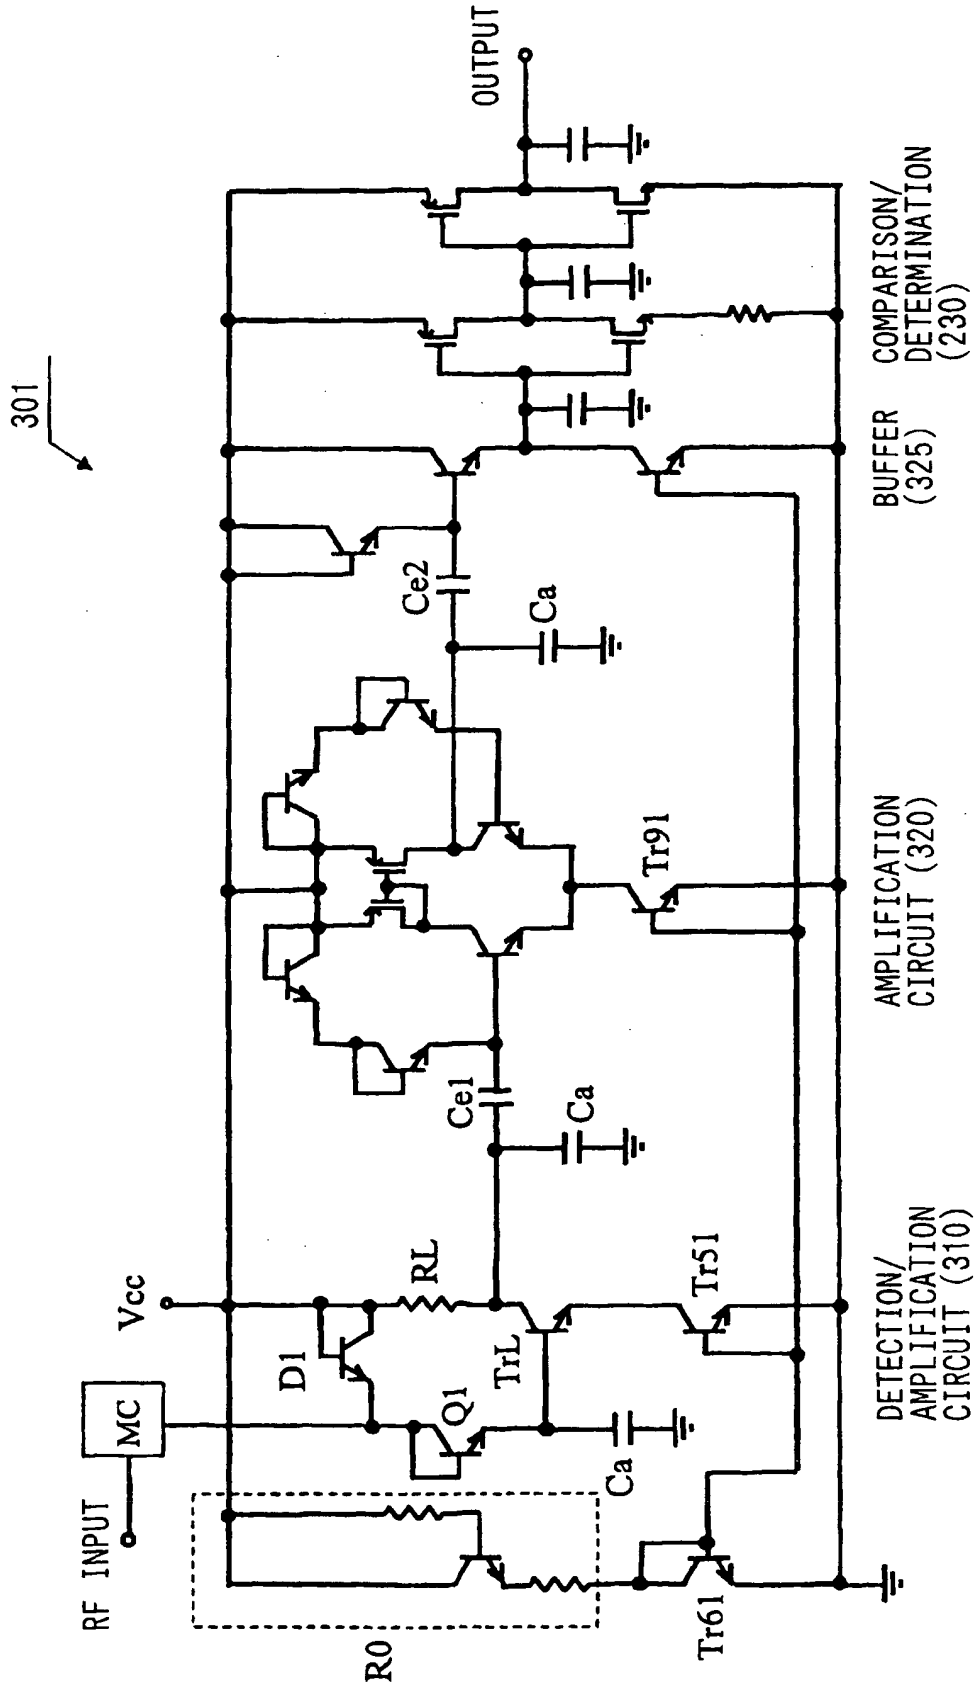 301
RF INPUT
MC
Vcc
R0
D1
Q1
RL
TrL
Ca
Tr61
Tr51
Ce1
Ca
Tr91
Ce2
Ca
OUTPUT
DETECTION/
AMPLIFICATION
CIRCUIT (310)
AMPLIFICATION
CIRCUIT (320)
BUFFER
(325)
COMPARISON/
DETERMINATION
(230)